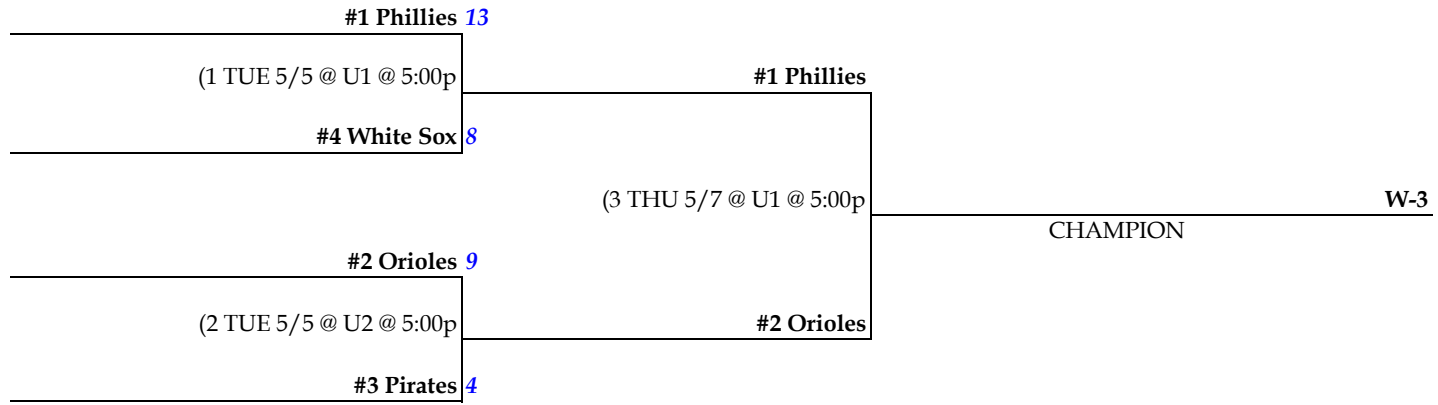 #1 Phillies 13
(1 TUE 5/5 @ U1 @ 5:00p
#1 Phillies
#4 White Sox 8
(3 THU 5/7 @ U1 @ 5:00p
W-3
CHAMPION
#2 Orioles 9
(2 TUE 5/5 @ U2 @ 5:00p
#2 Orioles
#3 Pirates 4